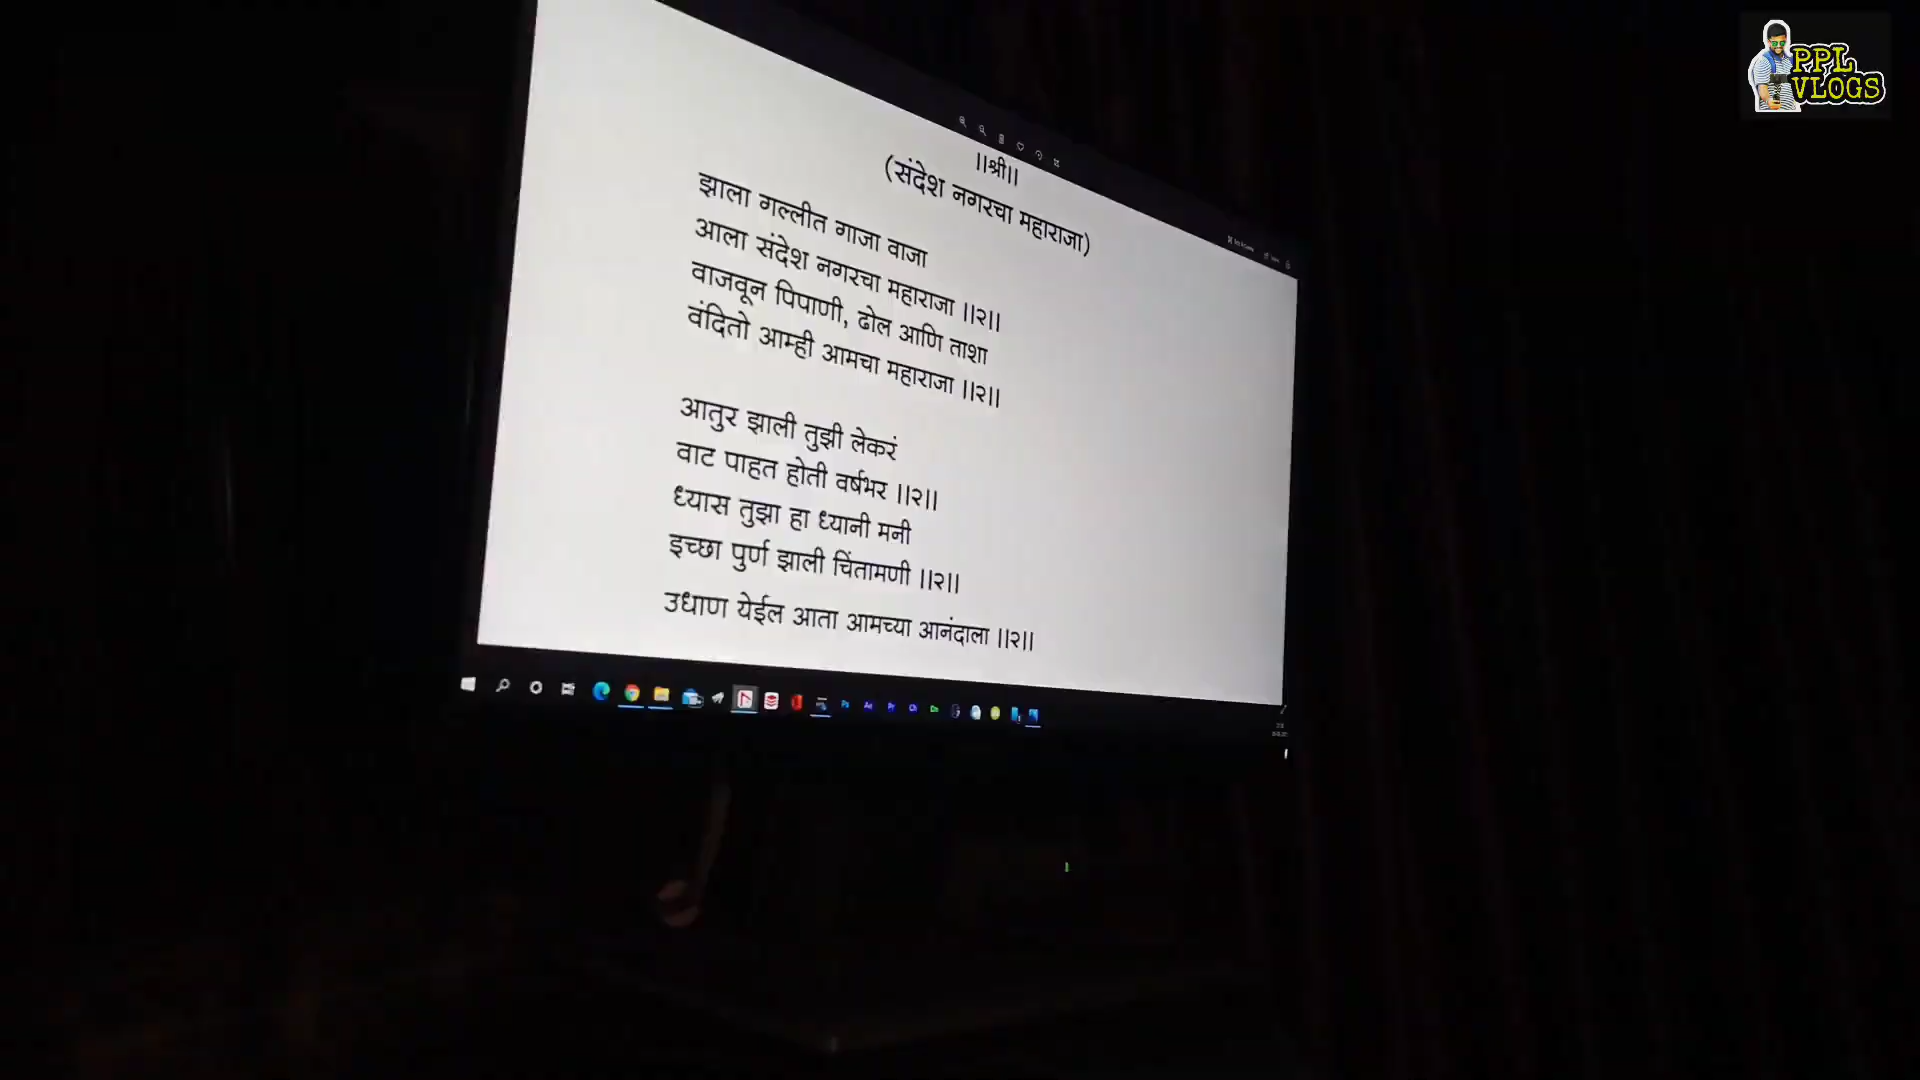 PPL
VLOGS
||श्री||
(संदेश नगरचा महाराजा)
झाला गल्लीत गाजा वाजा
आला संदेश नगरचा महाराजा ||२||
वाजवून पिपाणी, ढोल आणि ताशा
वंदितो आम्ही आमचा महाराजा ||२||
आतुर झाली तुझी लेकरं
वाट पाहत होती वर्षभर ||२||
ध्यास तुझा हा ध्यानी मनी
इच्छा पुर्ण झाली चिंतामणी ||२||
उधाण येईल आता आमच्या आनंदाला ||२||